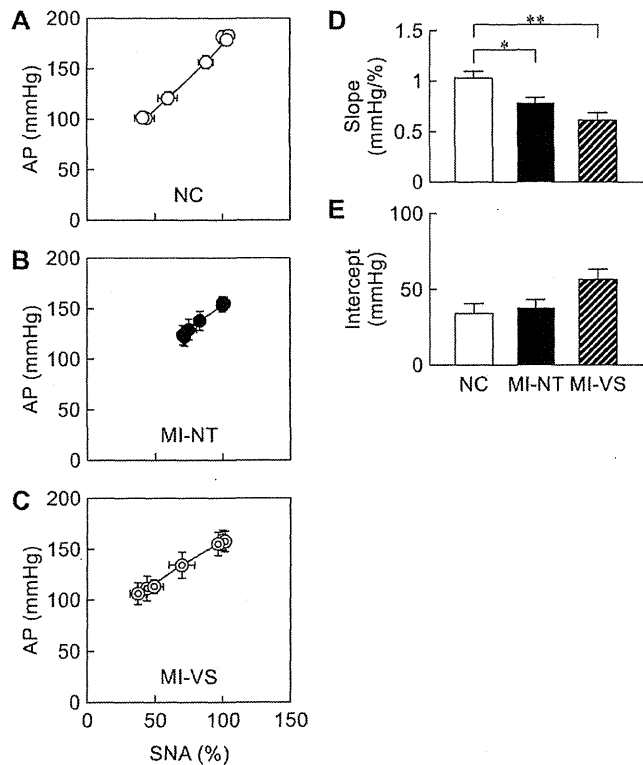 A
200
150
100
50
0
AP (mmHg)
NC
B
200
150
100
50
0
AP (mmHg)
MI-NT
C
200
150
100
50
0
AP (mmHg)
MI-VS
0 50 100 150
SNA (%)
D
**
*
1.5
1
0.5
0
Slope
(mmHg/%)
E
100
50
0
Intercept
(mmHg)
NC MI-NT MI-VS